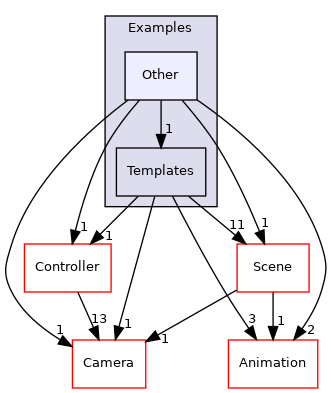 Examples
Other
1
Templates
1
1
11
1
Controller
Scene
1
13
1
1
3
1
2
Camera
Animation